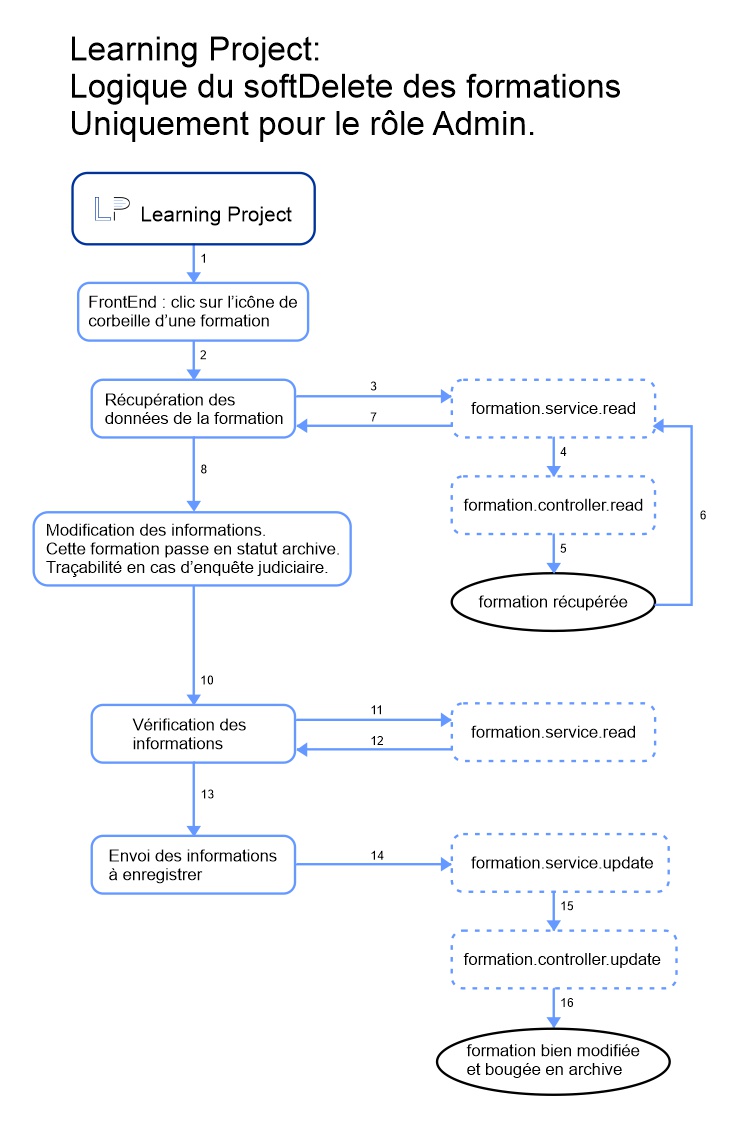 Learning Project:
Logique du softDelete des formations
Uniquement pour le rôle Admin.
LP Learning Project
1
FrontEnd : clic sur l’icône de
corbeille d’une formation
2
Récupération des
données de la formation
3
7
formation.service.read
4
formation.controller.read
5
6
formation récupérée
8
Modification des informations.
Cette formation passe en statut archive.
Traçabilité en cas d’enquête judiciaire.
10
Vérification des
informations
11
12
formation.service.read
13
Envoi des informations
à enregistrer
14
formation.service.update
15
formation.controller.update
16
formation bien modifiée
et bougée en archive